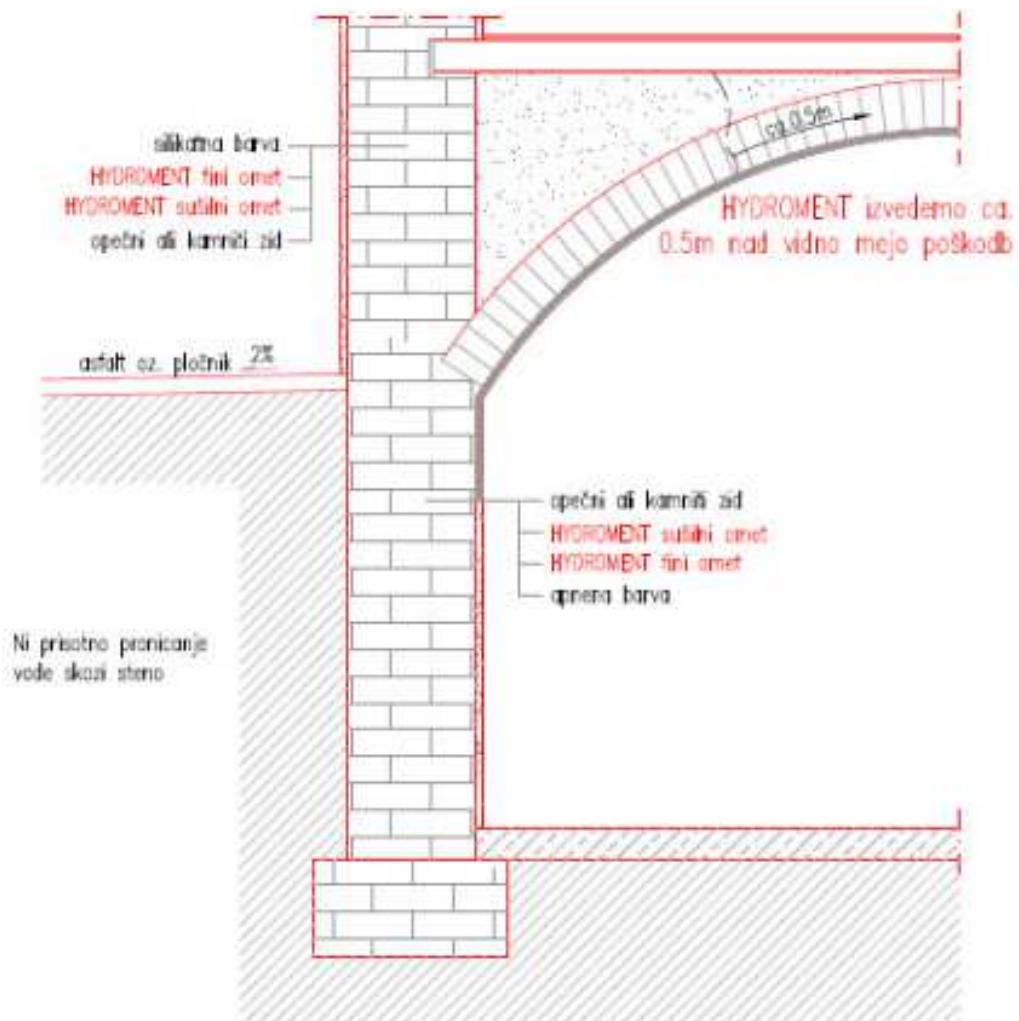 silikatna barva
HYDROMENT fini omet
HYDROMENT sušilni omet
opečni ali kamniti zid
ca 0.5m
HYDROMENT izvedemo ca.
0.5m nad vidno mejo poškodb
asfalt oz. pločnik 2%
opečni ali kamniti zid
HYDROMENT sušilni omet
HYDROMENT fini omet
apnena barva
Ni prisotno pronicanje
vode skozi steno